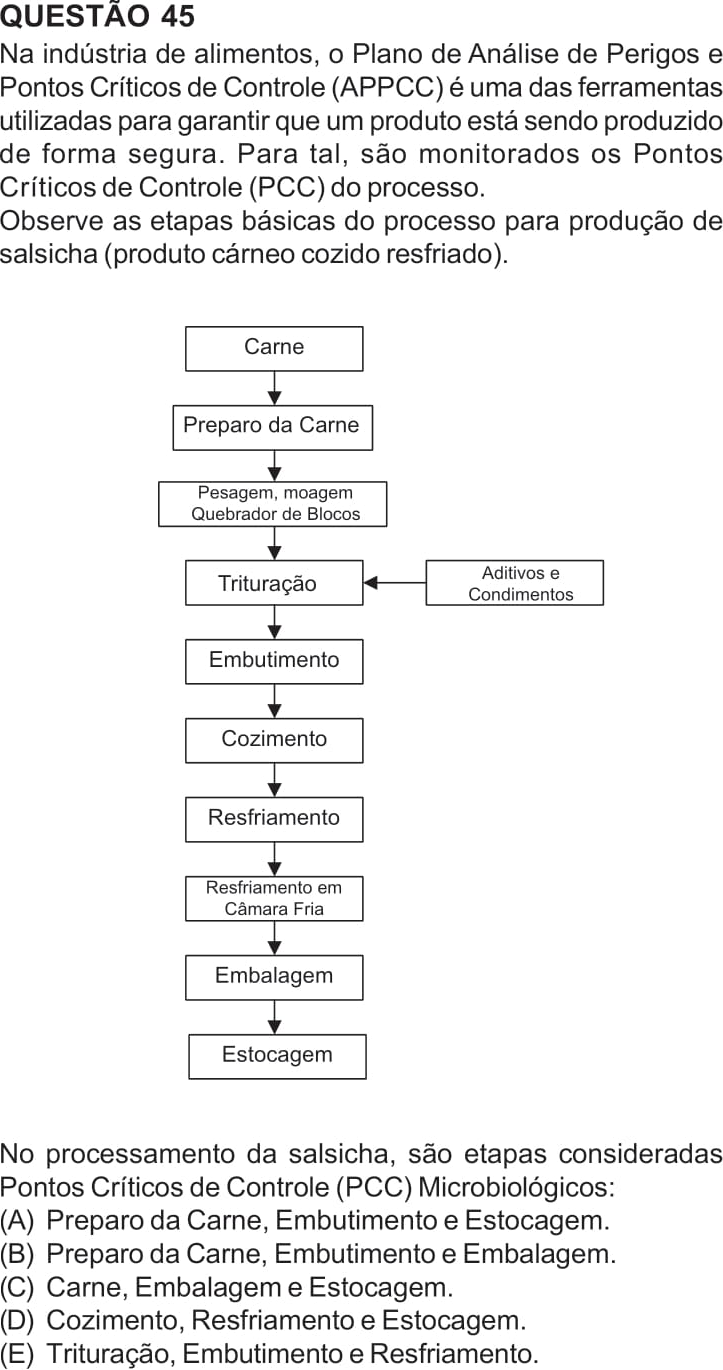 QUESTÃO 45
Na indústria de alimentos, o Plano de Análise de Perigos e
Pontos Críticos de Controle (APPCC) é uma das ferramentas
utilizadas para garantir que um produto está sendo produzido
de forma segura. Para tal, são monitorados os Pontos
Críticos de Controle (PCC) do processo.
Observe as etapas básicas do processo para produção de
salsicha (produto cárneo cozido resfriado).
Carne
Preparo da Carne
Pesagem, moagem
Quebrador de Blocos
Trituração
Aditivos e
Condimentos
Embutimento
Cozimento
Resfriamento
Resfriamento em
Câmara Fria
Embalagem
Estocagem
No processamento da salsicha, são etapas consideradas
Pontos Críticos de Controle (PCC) Microbiológicos:
(A) Preparo da Carne, Embutimento e Estocagem.
(B) Preparo da Carne, Embutimento e Embalagem.
(C) Carne, Embalagem e Estocagem.
(D) Cozimento, Resfriamento e Estocagem.
(E) Trituração, Embutimento e Resfriamento.